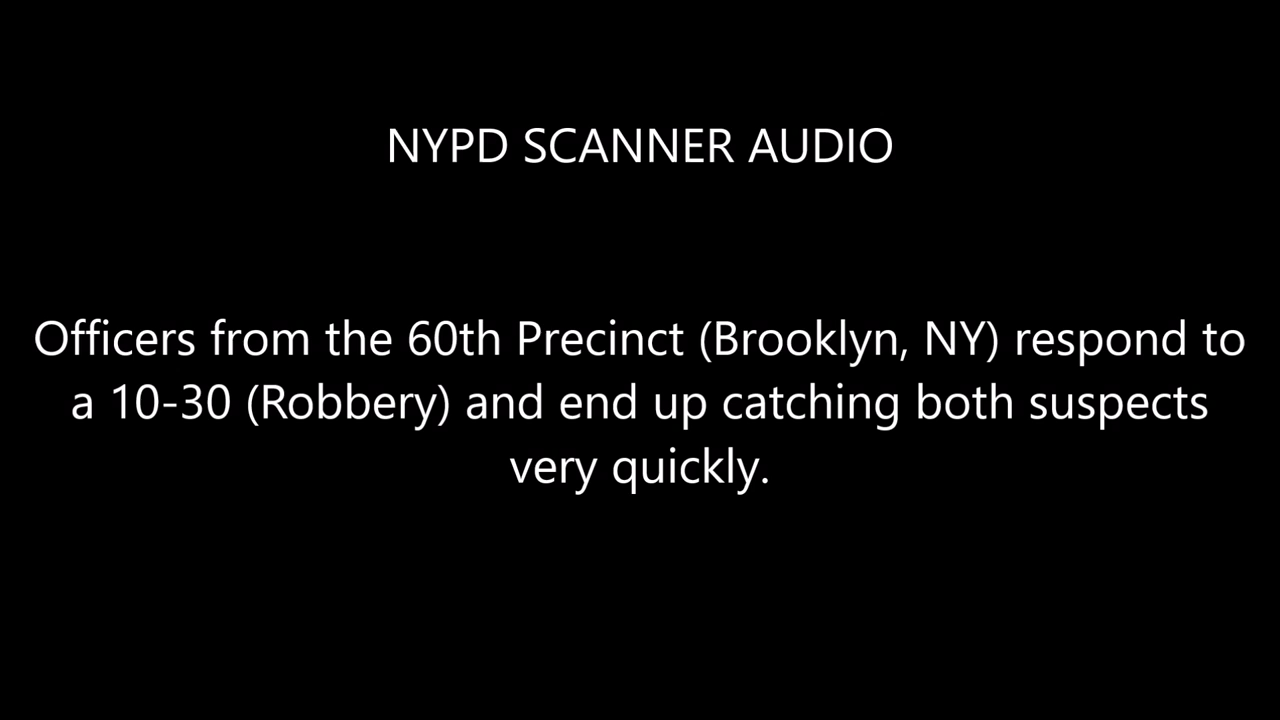 NYPD SCANNER AUDIO
Officers from the 60th Precinct (Brooklyn, NY) respond to
a 10-30 (Robbery) and end up catching both suspects
very quickly.